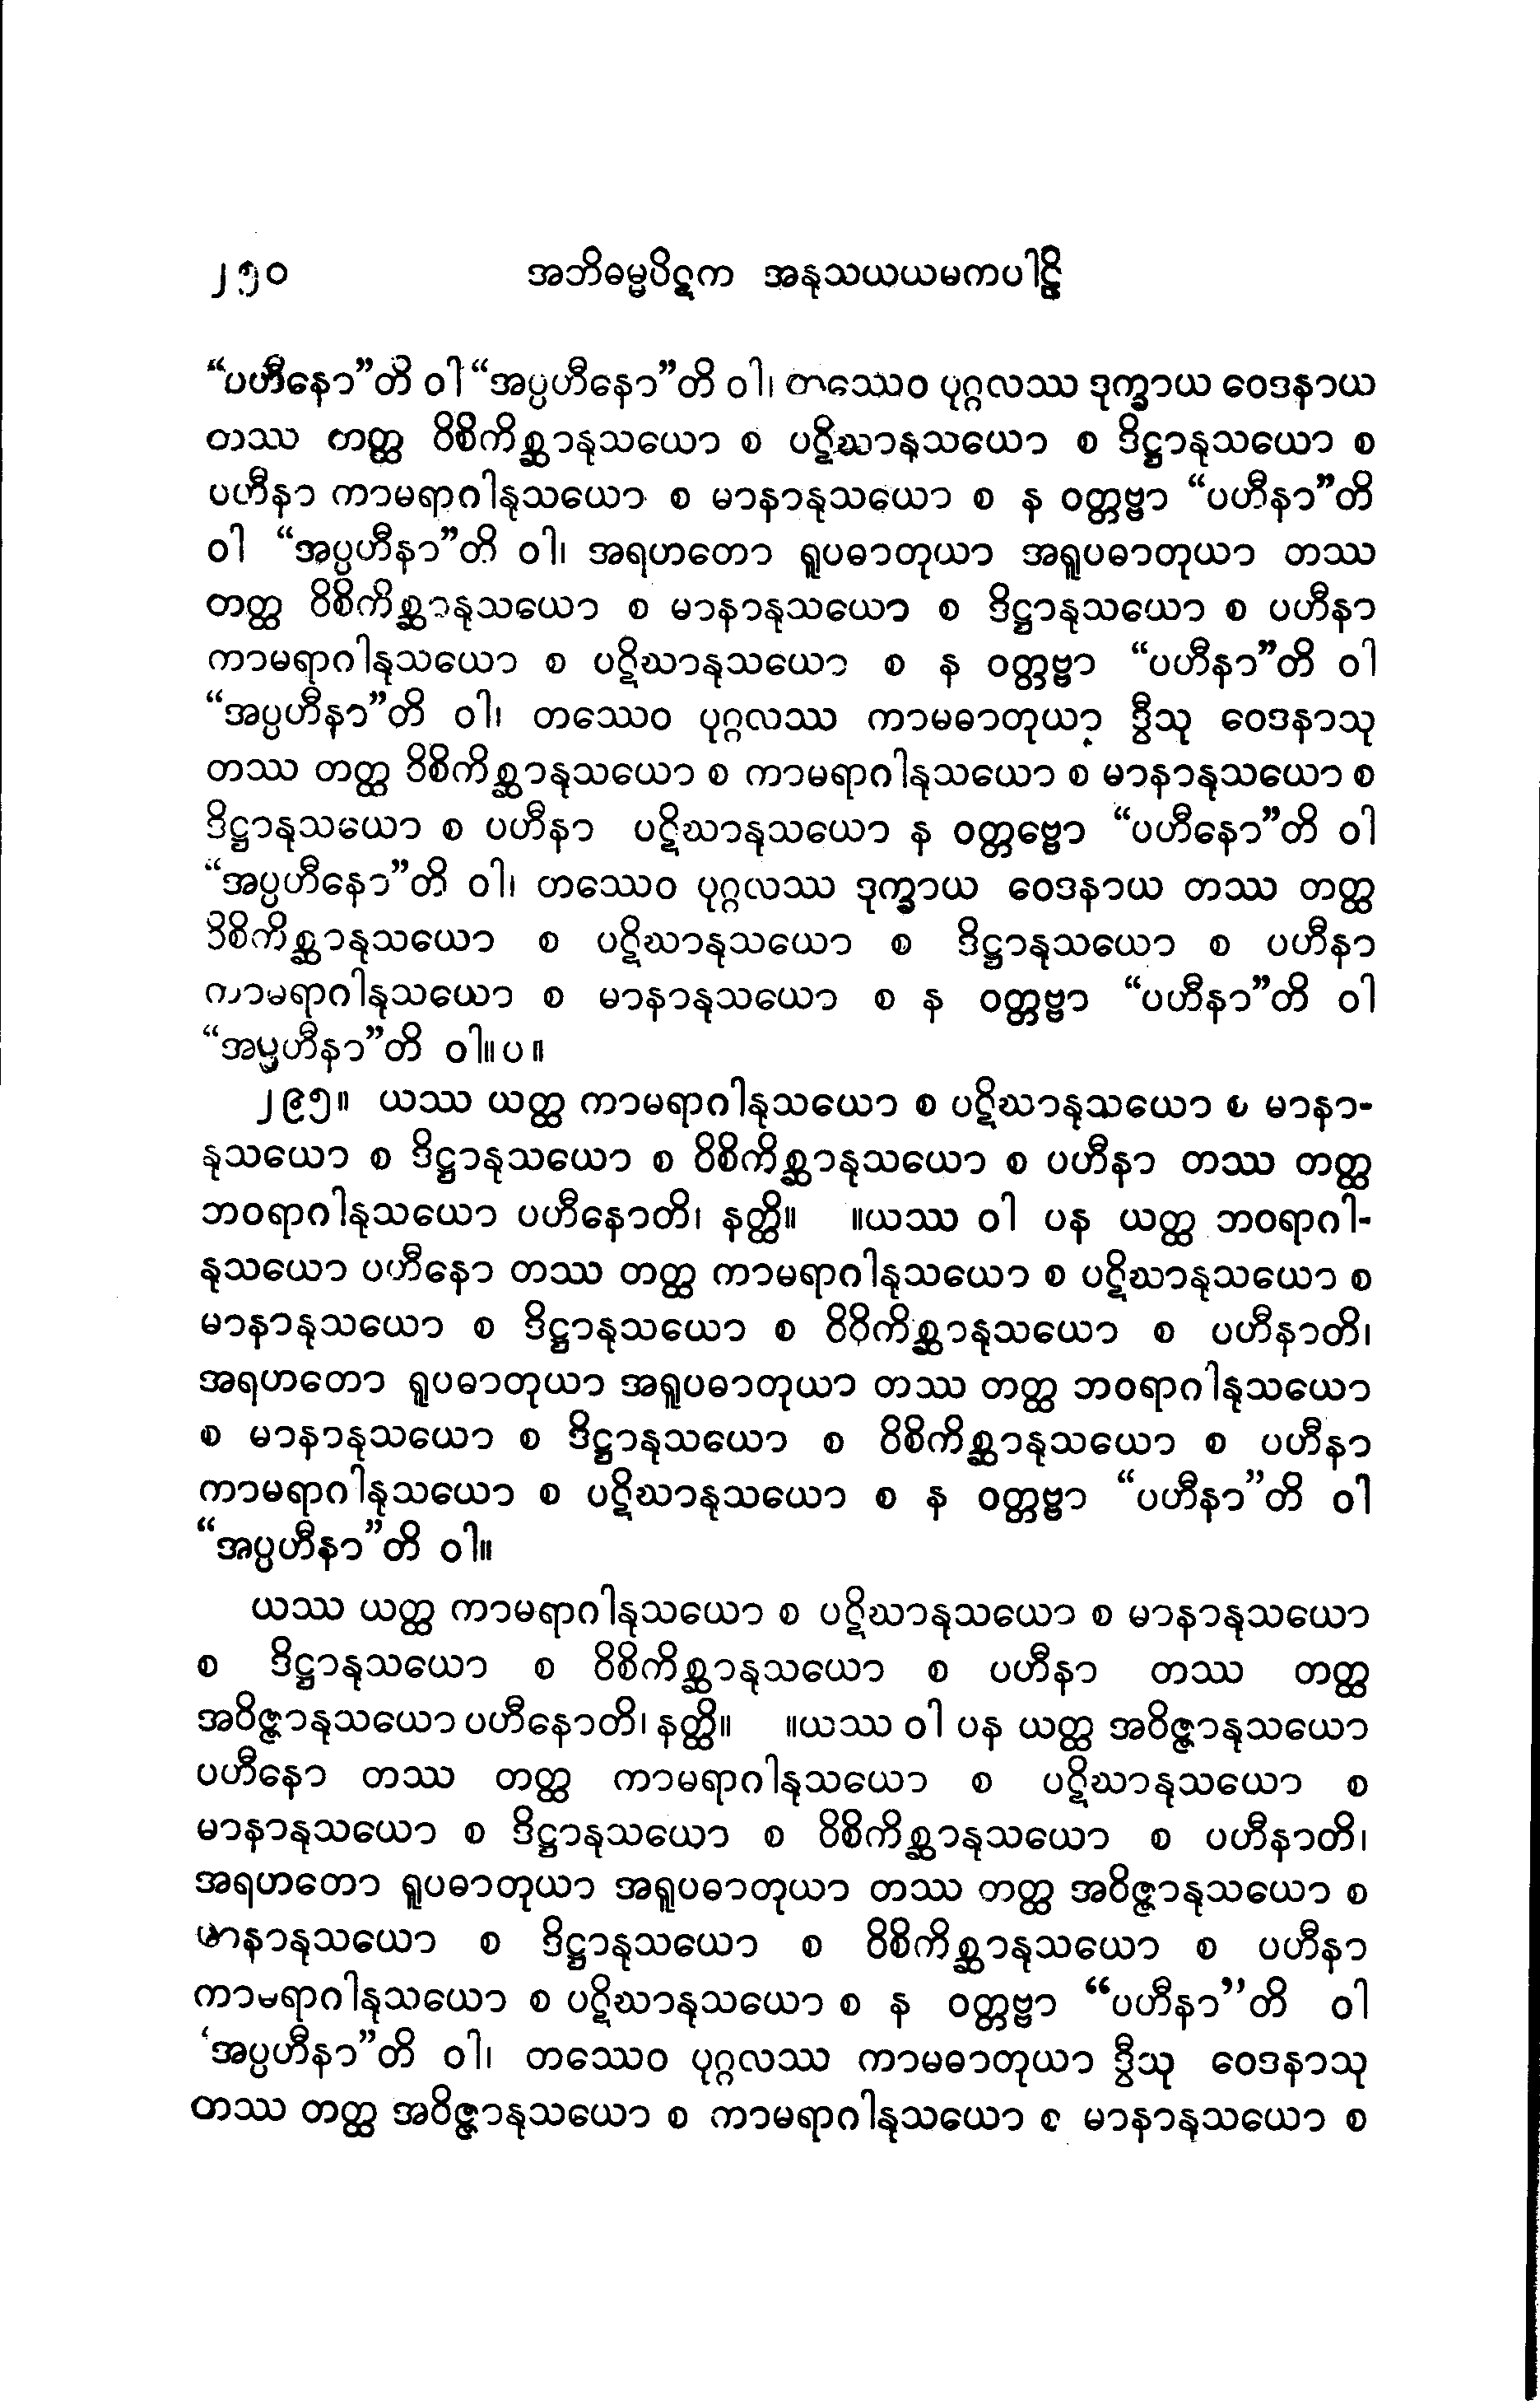 ၂၅၀ အဘိဓမ္မပိဋက အနုသယယမကပါဠိ
“ပဟီနော”တိ ဝါ “အပ္ပဟီနော”တိ ဝါ၊ တဿေဝ ပုဂ္ဂလဿ ဒုက္ခာယ ဝေဒနာယ
တဿ တတ္ထ ဝိစိကိစ္ဆာနုသယော စ ပဋိဃာနုသယော စ ဒိဋ္ဌာနုသယော စ
ပဟီနာ ကာမရာဂါနုသယော စ မာနာနုသယော စ န ဝတ္တဗ္ဗာ “ပဟီနာ”တိ
ဝါ “အပ္ပဟီနာ”တိ ဝါ၊ အရဟတော ရူပဓာတုယာ အရူပဓာတုယာ တဿ
တတ္ထ ဝိစိကိစ္ဆာနုသယော စ မာနာနုသယော စ ဒိဋ္ဌာနုသယော စ ပဟီနာ
ကာမရာဂါနုသယော စ ပဋိဃာနုသယော စ န ဝတ္တဗ္ဗာ “ပဟီနာ”တိ ဝါ
“အပ္ပဟီနာ”တိ ဝါ၊ တဿေဝ ပုဂ္ဂလဿ ကာမဓာတုယာ ဒွီသု ဝေဒနာသု
တဿ တတ္ထ ဝိစိကိစ္ဆာနုသယော စ ကာမရာဂါနုသယော စ မာနာနုသယော စ
ဒိဋ္ဌာနုသယော စ ပဟီနာ ပဋိဃာနုသယော န ဝတ္တဗ္ဗော “ပဟီနော”တိ ဝါ
“အပ္ပဟီနော”တိ ဝါ၊ တဿေဝ ပုဂ္ဂလဿ ဒုက္ခာယ ဝေဒနာယ တဿ တတ္ထ
ဝိစိကိစ္ဆာနုသယော စ ပဋိဃာနုသယော စ ဒိဋ္ဌာနုသယော စ ပဟီနာ
ကာမရာဂါနုသယော စ မာနာနုသယော စ န ဝတ္တဗ္ဗာ “ပဟီနာ”တိ ဝါ
“အပ္ပဟီနာ”တိ ဝါ။ပ။
၂၉၅။ ယဿ ယတ္ထ ကာမရာဂါနုသယော စ ပဋိဃာနုသယော စ မာနာ-
နုသယော စ ဒိဋ္ဌာနုသယော စ ဝိစိကိစ္ဆာနုသယော စ ပဟီနာ တဿ တတ္ထ
ဘဝရာဂါနုသယော ပဟီနောတိ၊ နတ္ထိ။ ။ယဿ ဝါ ပန ယတ္ထ ဘဝရာဂါ-
နုသယော ပဟီနော တဿ တတ္ထ ကာမရာဂါနုသယော စ ပဋိဃာနုသယော စ
မာနာနုသယော စ ဒိဋ္ဌာနုသယော စ ဝိဝိကိစ္ဆာနုသယော စ ပဟီနာတိ၊
အရဟတော ရူပဓာတုယာ အရူပဓာတုယာ တဿ တတ္ထ ဘဝရာဂါနုသယော
စ မာနာနုသယော စ ဒိဋ္ဌာနုသယော စ ဝိစိကိစ္ဆာနုသယော စ ပဟီနာ
ကာမရာဂါနုသယော စ ပဋိဃာနုသယော စ န ဝတ္တဗ္ဗာ “ပဟီနာ”တိ ဝါ
“အပ္ပဟီနာ”တိ ဝါ။
ယဿ ယတ္ထ ကာမရာဂါနုသယော စ ပဋိဃာနုသယော စ မာနာနုသယော
စ ဒိဋ္ဌာနုသယော စ ဝိစိကိစ္ဆာနုသယော စ ပဟီနာ တဿ တတ္ထ
အဝိဇ္ဇာနုသယော ပဟီနောတိ၊ နတ္ထိ။ ။ယဿ ဝါ ပန ယတ္ထ အဝိဇ္ဇာနုသယော
ပဟီနော တဿ တတ္ထ ကာမရာဂါနုသယော စ ပဋိဃာနုသယော စ
မာနာနုသယော စ ဒိဋ္ဌာနုသယော စ ဝိစိကိစ္ဆာနုသယော စ ပဟီနာတိ၊
အရဟတော ရူပဓာတုယာ အရူပဓာတုယာ တဿ တတ္ထ အဝိဇ္ဇာနုသယော စ
မာနာနုသယော စ ဒိဋ္ဌာနုသယော စ ဝိစိကိစ္ဆာနုသယော စ ပဟီနာ
ကာမရာဂါနုသယော စ ပဋိဃာနုသယော စ န ဝတ္တဗ္ဗာ “ပဟီနာ”တိ ဝါ
‘အပ္ပဟီနာ”တိ ဝါ၊ တဿေဝ ပုဂ္ဂလဿ ကာမဓာတုယာ ဒွီသု ဝေဒနာသု
တဿ တတ္ထ အဝိဇ္ဇာနုသယော စ ကာမရာဂါနုသယော စ မာနာနုသယော စ